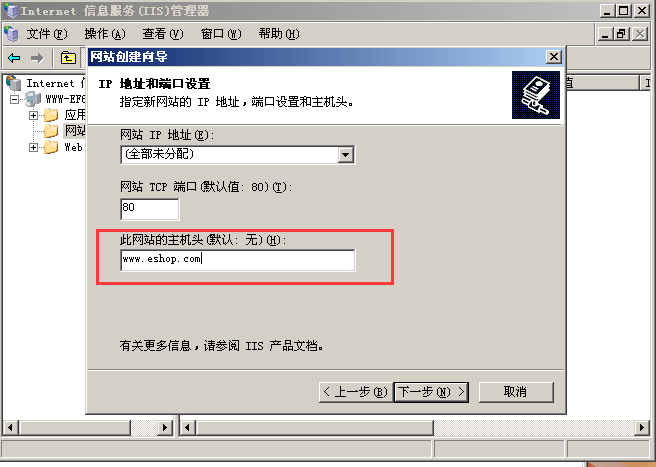 Internet 信息服务(IIS)管理器
文件(F) 操作(A) 查看(V) 窗口(W) 帮助(H)
网站创建向导
Internet
IP 地址和端口设置
值
指定新网站的 IP 地址,端口设置和主机头。
WWW-EF6
应用
网站
Web
网站 IP 地址(E):
(全部未分配)
网站 TCP 端口(默认值: 80)(T):
80
此网站的主机头(默认: 无)(H):
www.eshop.com
有关更多信息,请参阅 IIS 产品文档。
< 上一步(B) 下一步(N) > 取消